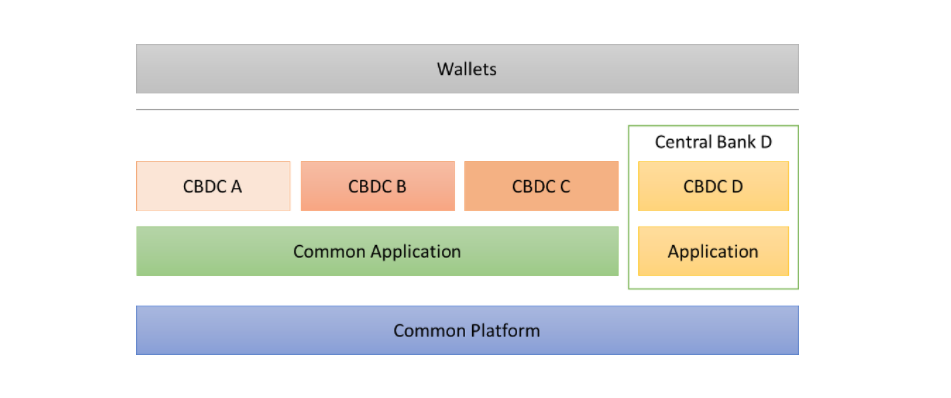 Wallets
Central Bank D
CBDC A
CBDC B
CBDC C
CBDC D
Common Application
Application
Common Platform